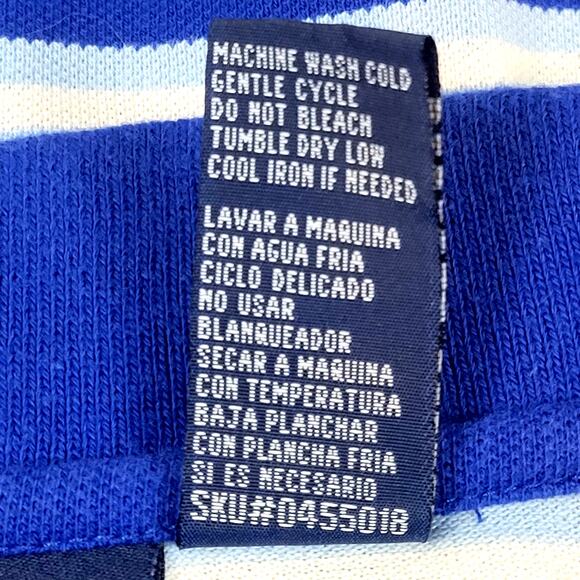 MACHINE WASH COLD
GENTLE CYCLE
DO NOT BLEACH
TUMBLE DRY LOW
COOL IRON IF NEEDED
LAVAR A MAQUINA
CON AGUA FRIA
CICLO DELICADO
NO USAR
BLANQUEADOR
SECAR A MAQUINA
CON TEMPERATURA
BAJA PLANCHAR
CON PLANCHA FRIA
SI ES NECESARIO
SKU#0455018